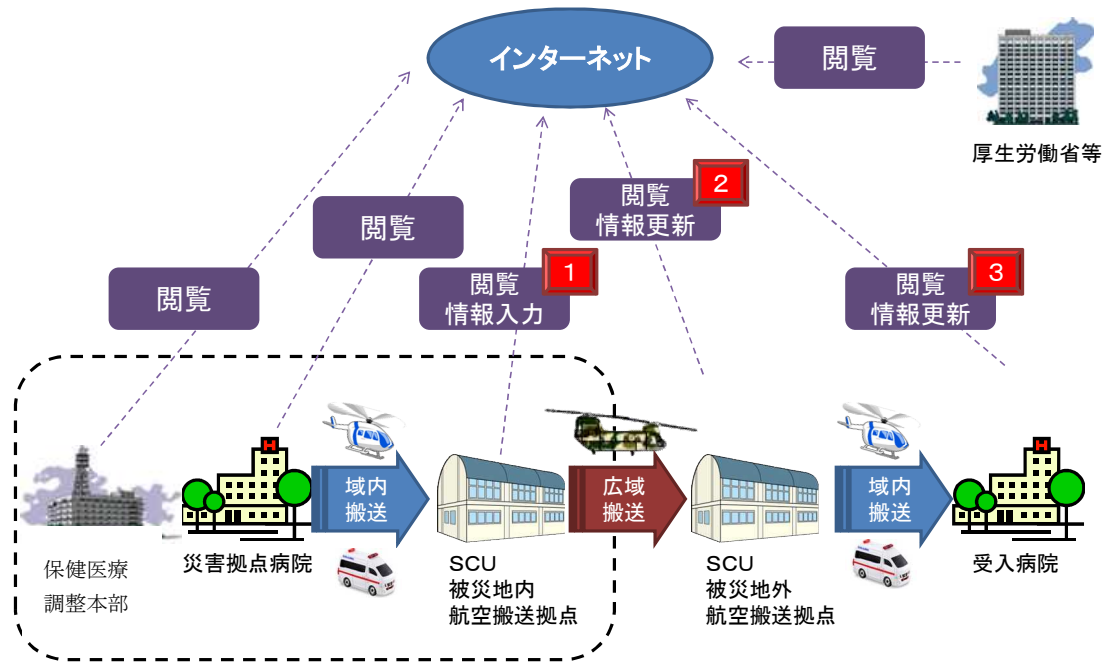 インターネット
閲覧
厚生労働省等
2
閲覧
情報更新
閲覧
1
閲覧
情報入力
3
閲覧
情報更新
閲覧
域内
搬送
広域
搬送
域内
搬送
保健医療
調整本部
災害拠点病院
SCU
被災地内
航空搬送拠点
SCU
被災地外
航空搬送拠点
受入病院